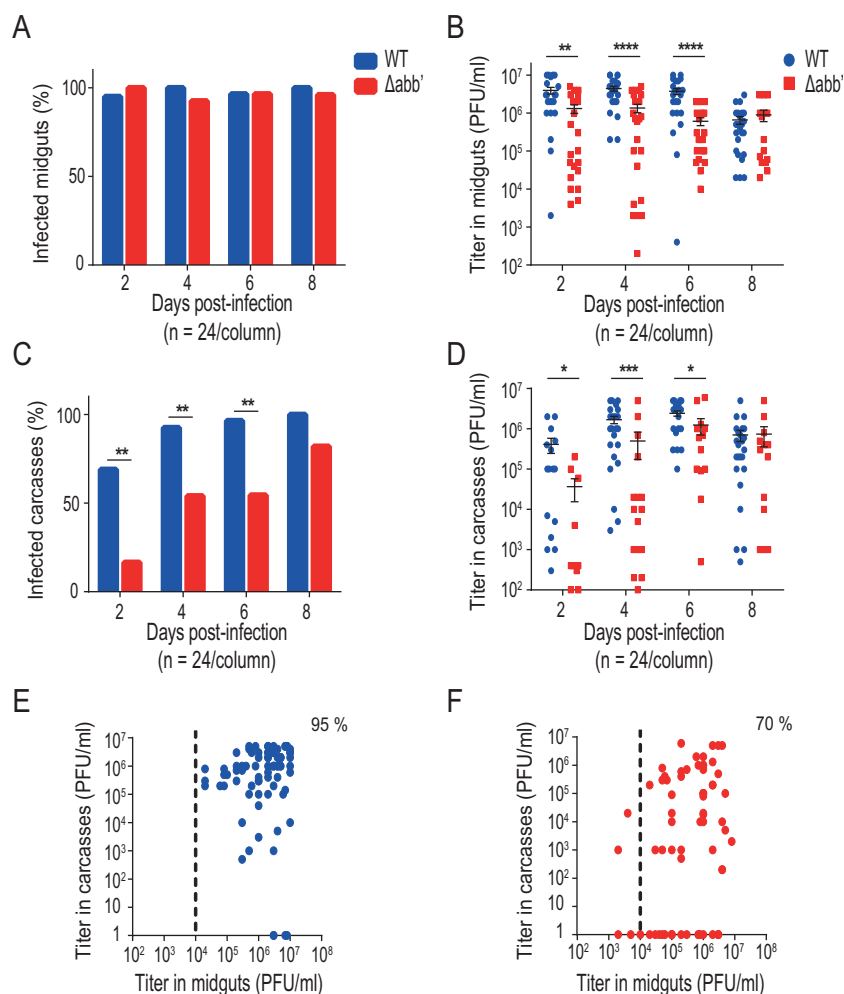 A
WT
Δabb’
Infected midguts (%)
100
50
0
2 4 6 8
Days post-infection
(n = 24/column)
B
WT
Δabb’
** **** ****
Titer in midguts (PFU/ml)
10⁷
10⁶
10⁵
10⁴
10³
10²
2 4 6 8
Days post-infection
(n = 24/column)
C
Infected carcasses (%)
100
50
0
** ** **
2 4 6 8
Days post-infection
(n = 24/column)
D
* *** *
Titer in carcasses (PFU/ml)
10⁷
10⁶
10⁵
10⁴
10³
10²
2 4 6 8
Days post-infection
(n = 24/column)
E
95 %
Titer in carcasses (PFU/ml)
10⁷
10⁶
10⁵
10⁴
10³
10²
10¹
1
10² 10³ 10⁴ 10⁵ 10⁶ 10⁷ 10⁸
Titer in midguts (PFU/ml)
F
70 %
Titer in carcasses (PFU/ml)
10⁷
10⁶
10⁵
10⁴
10³
10²
10¹
1
10² 10³ 10⁴ 10⁵ 10⁶ 10⁷ 10⁸
Titer in midguts (PFU/ml)